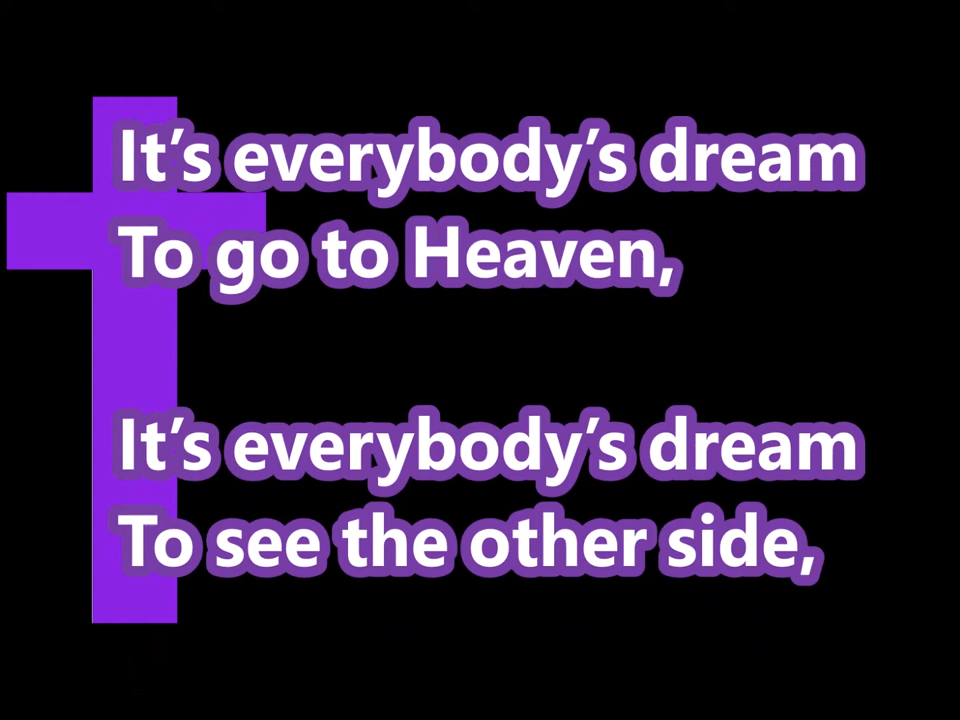 It’s everybody’s dream
To go to Heaven,
It’s everybody’s dream
To see the other side,